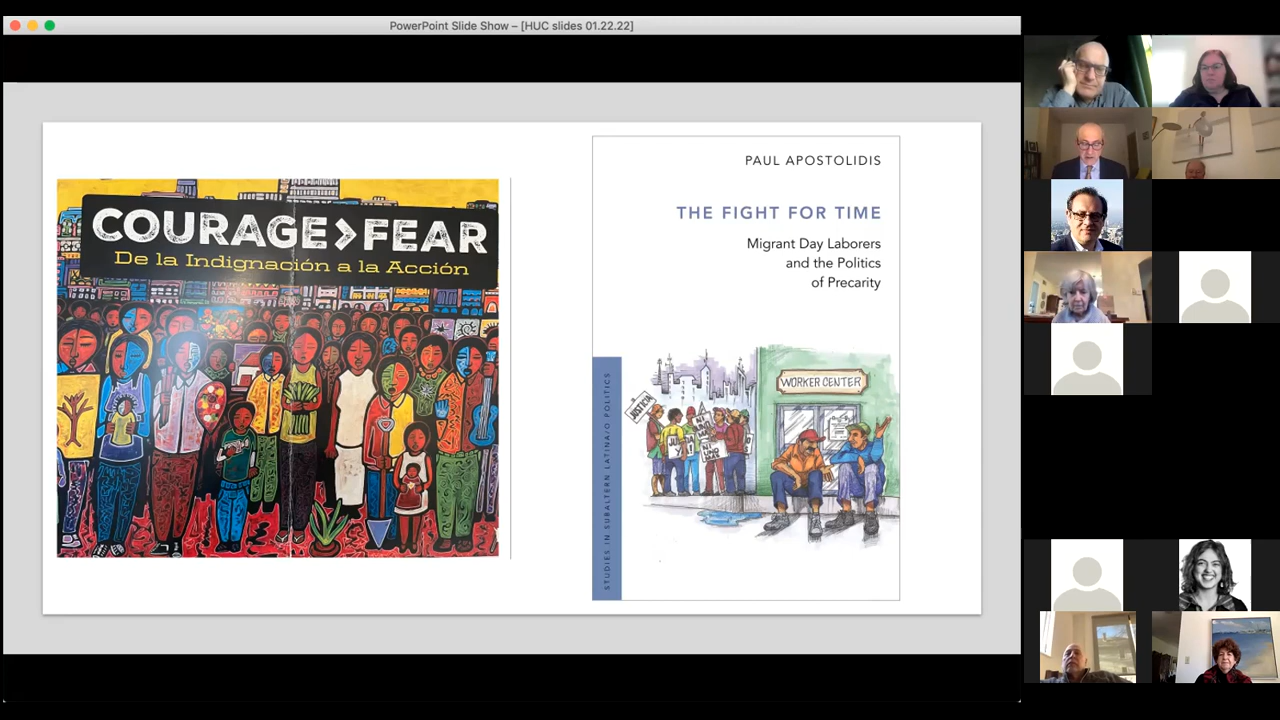 PowerPoint Slide Show – [HUC slides 01.22.22]
COURAGE>FEAR
De la Indignación a la Acción
PAUL APOSTOLIDIS
THE FIGHT FOR TIME
Migrant Day Laborers
and the Politics
of Precarity
STUDIES IN SUBALTERN LATINA/O POLITICS
WORKER CENTER
JUSTICIA